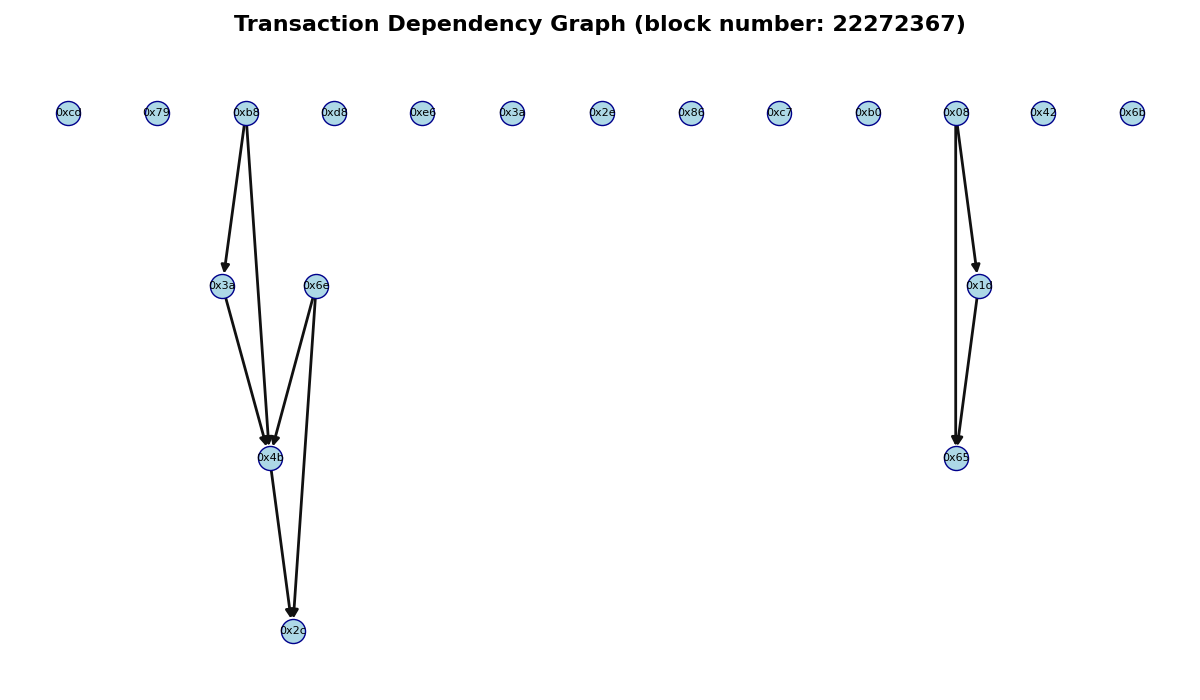 Transaction Dependency Graph (block number: 22272367)
0xcd 0x79 0xb8 0xd8 0xe6 0x3a 0x2e 0x86 0xc7 0xb0 0x08 0x42 0x6b
0x3a 0x6e 0x1d
0x4b 0x65
0x2c